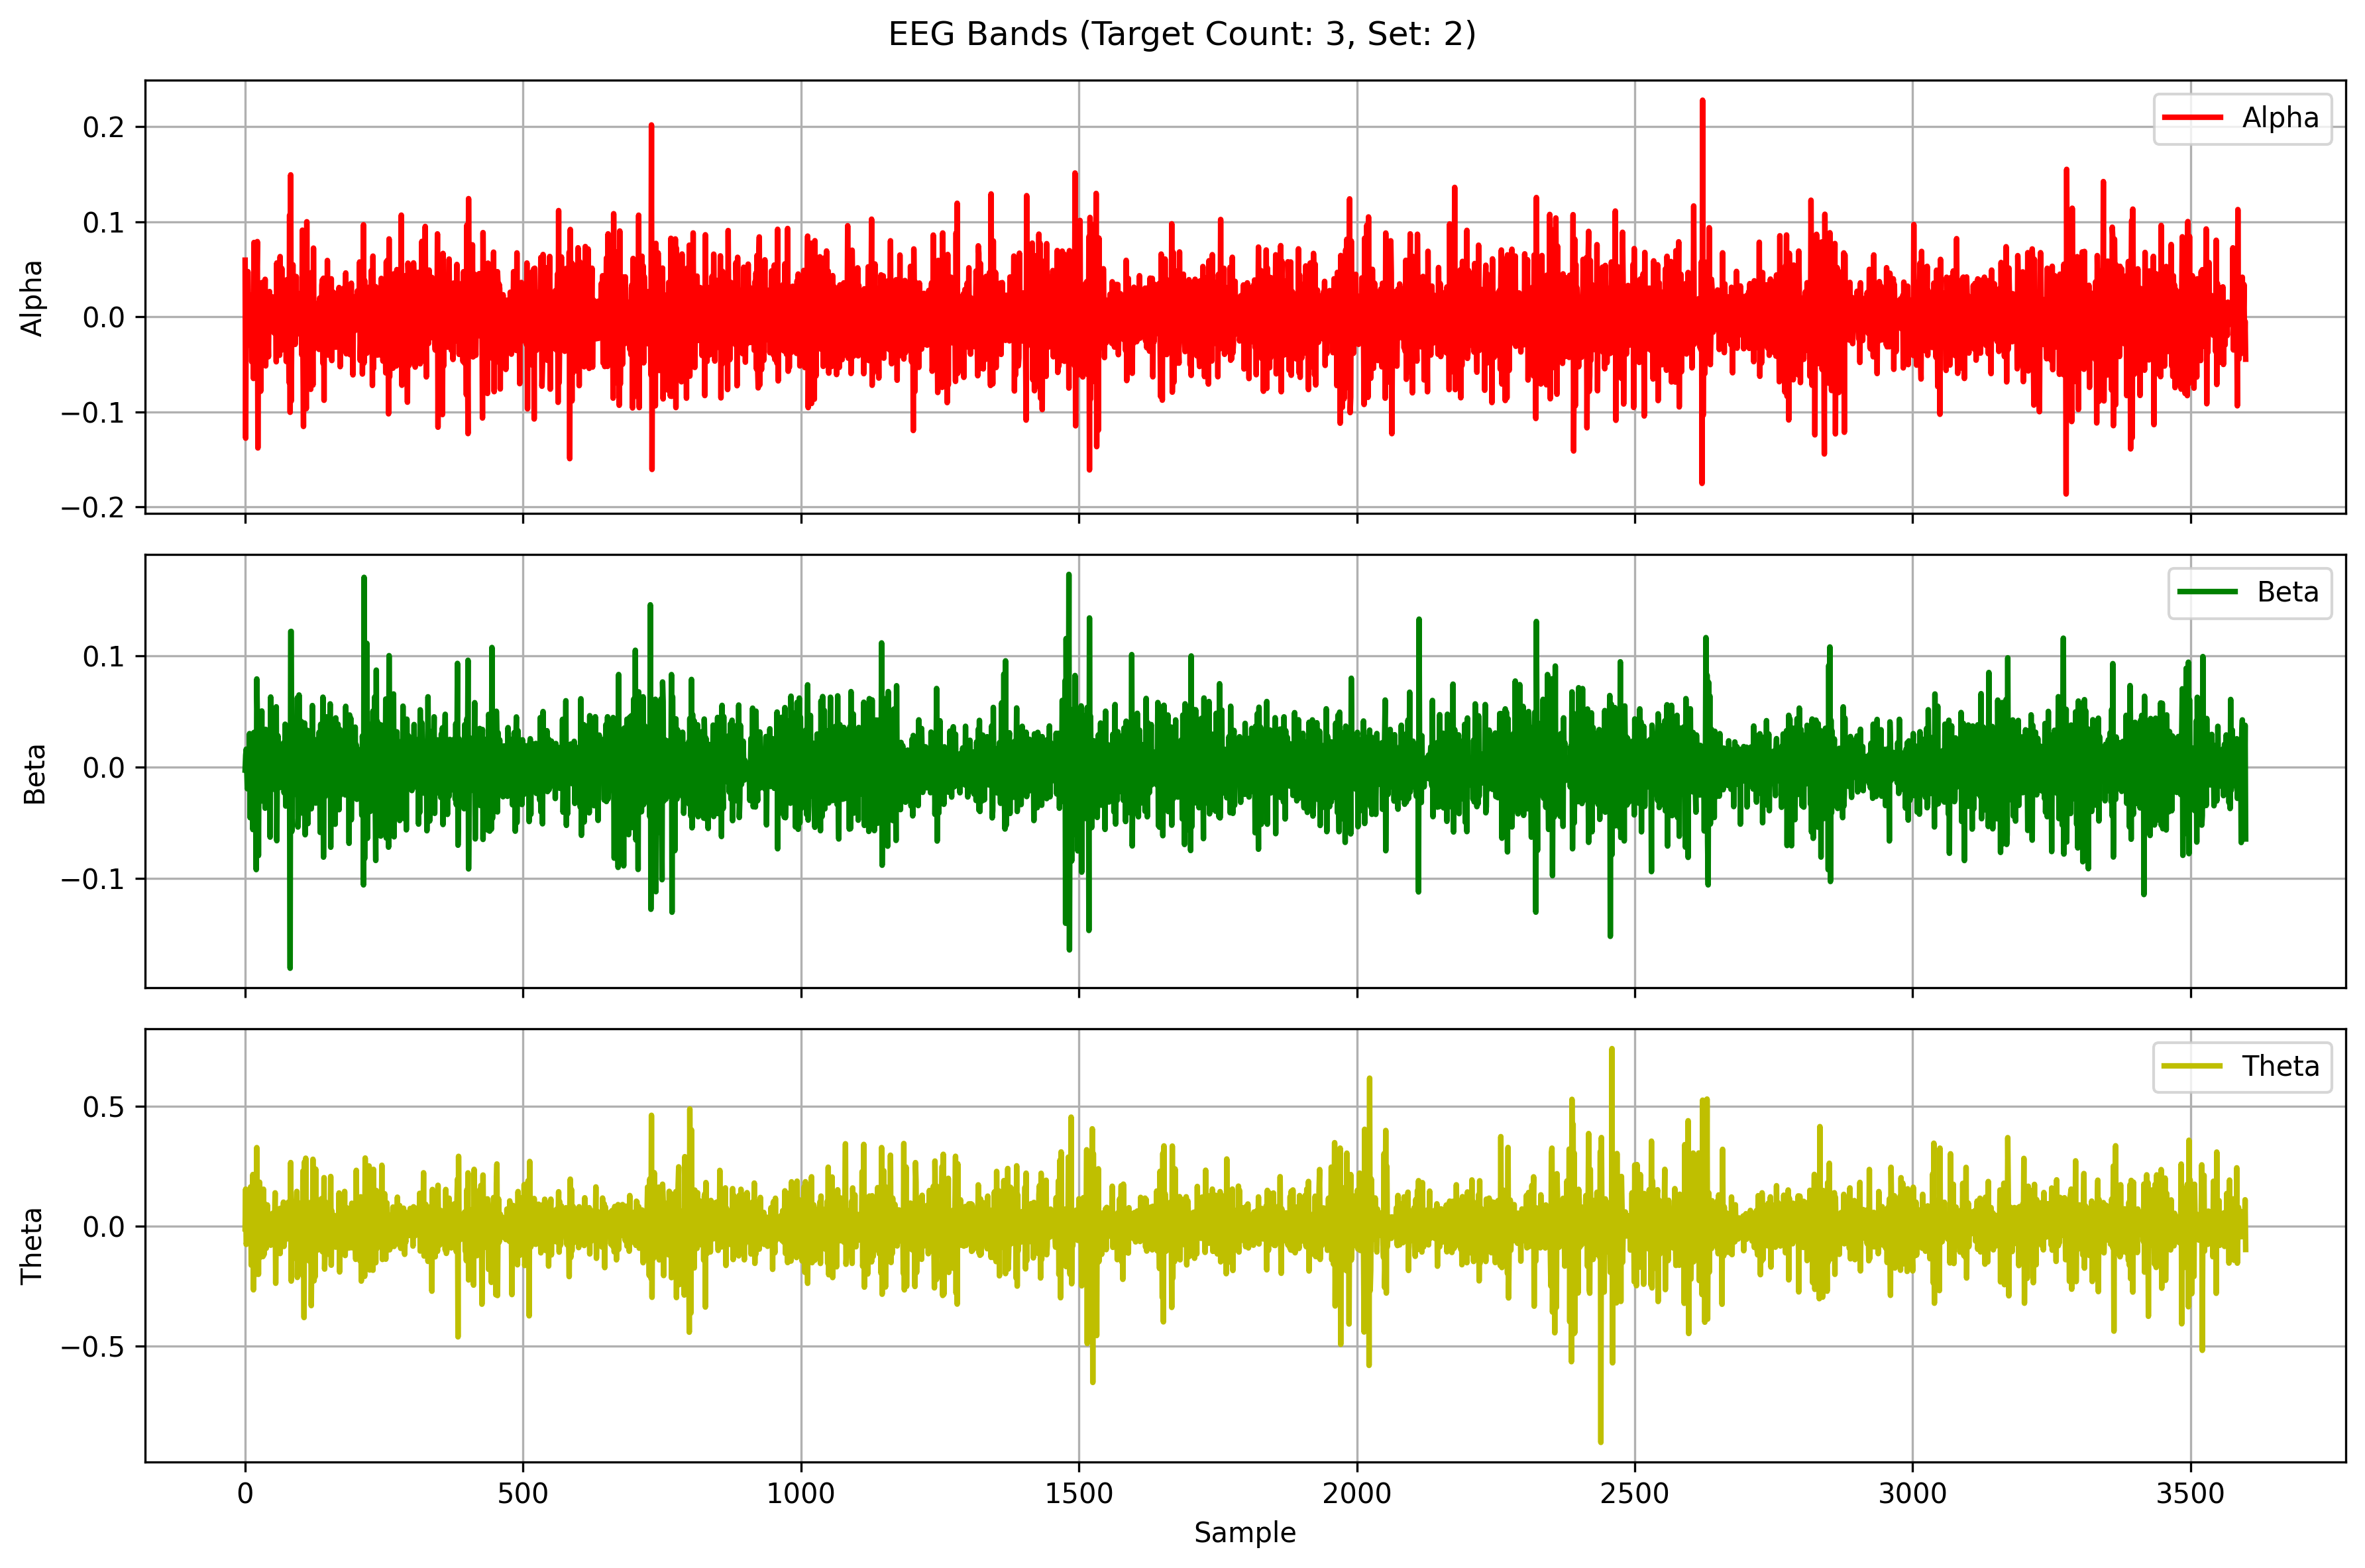 EEG Bands (Target Count: 3, Set: 2)
Alpha
0.2
0.1
0.0
−0.1
−0.2
Alpha
Beta
0.1
0.0
−0.1
Beta
Theta
0.5
0.0
−0.5
Theta
0 500 1000 1500 2000 2500 3000 3500
Sample